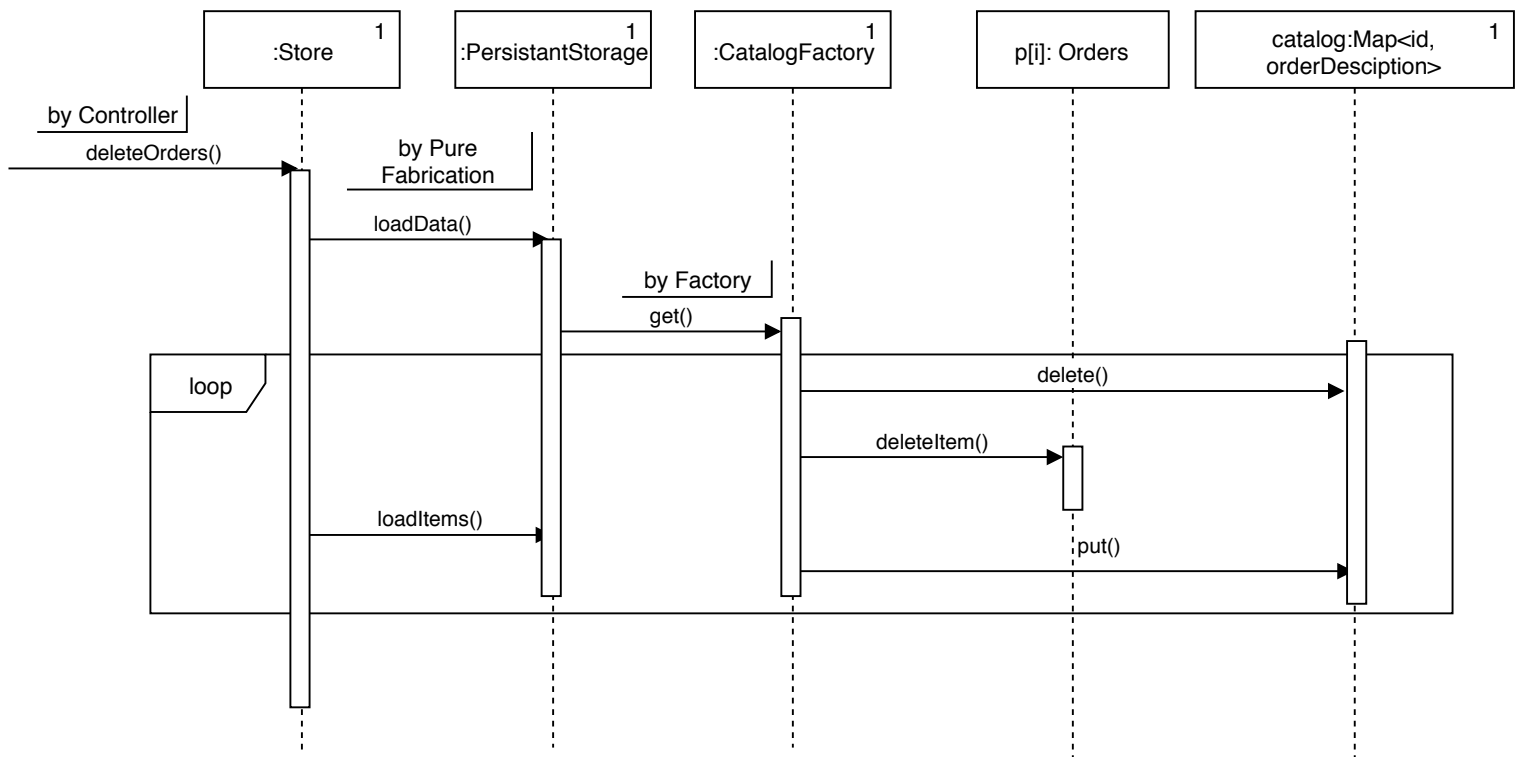 1
:Store
1
:PersistantStorage
1
:CatalogFactory
p[i]: Orders
1
catalog:Map<id,
orderDesciption>
by Controller
deleteOrders()
by Pure
Fabrication
loadData()
by Factory
get()
loop
delete()
deleteItem()
loadItems()
put()